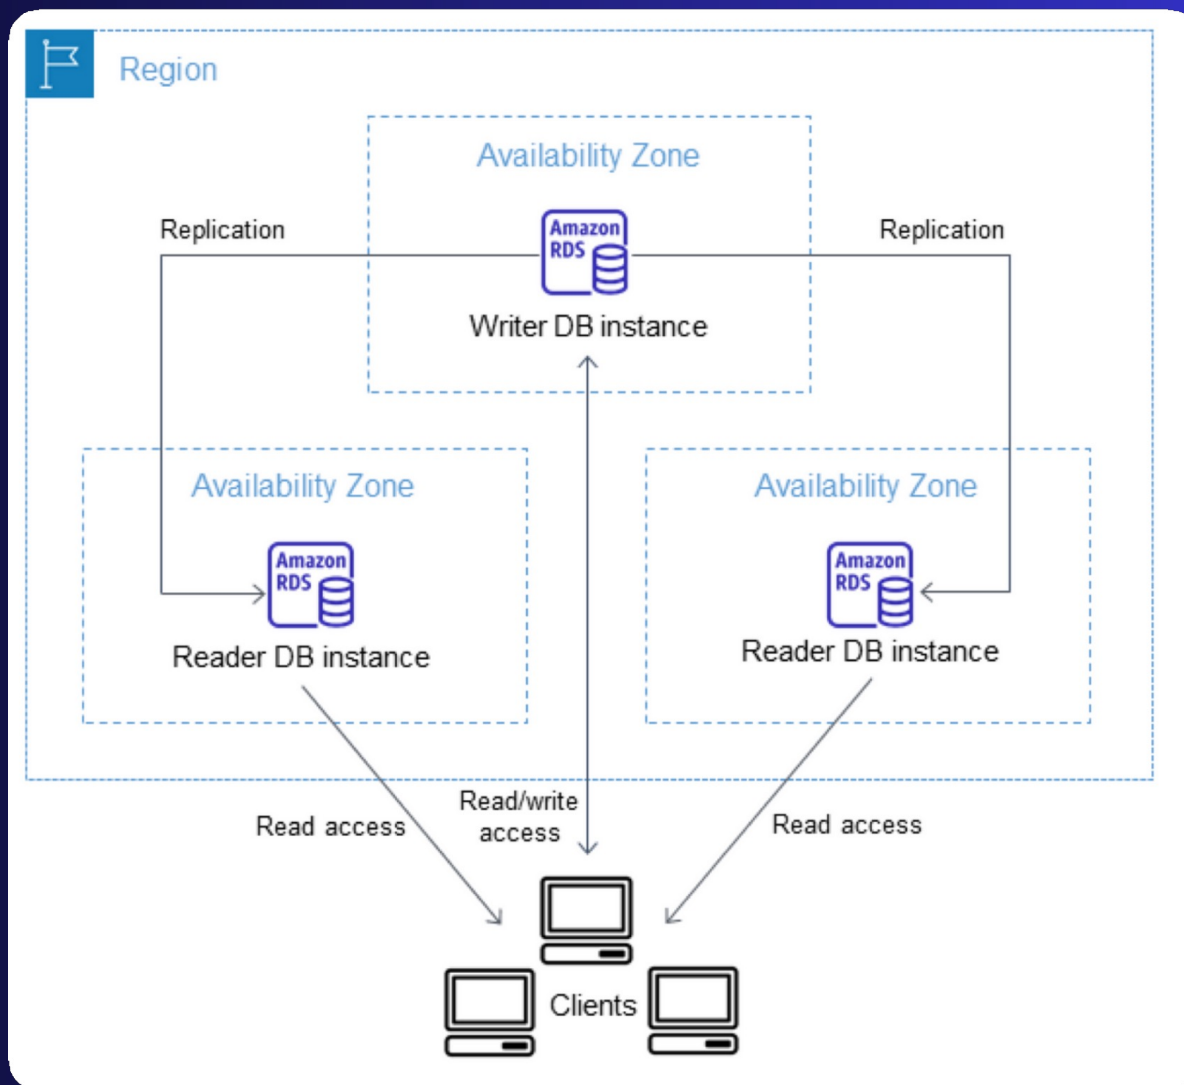 Region
Availability Zone
Replication
Replication
Amazon
RDS
Writer DB instance
Availability Zone
Availability Zone
Amazon
RDS
Amazon
RDS
Reader DB instance
Reader DB instance
Read/write
access
Read access
Read access
Clients